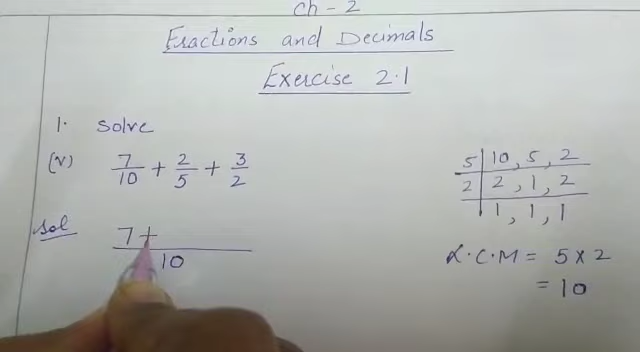 Ch - 2
Fractions and Decimals
Exercise 2.1
1. Solve
(v) 7/10 + 2/5 + 3/2
5 | 10, 5, 2
2 | 2, 1, 2
1, 1, 1
Sol 7 + / 10
L.C.M = 5 x 2
= 10